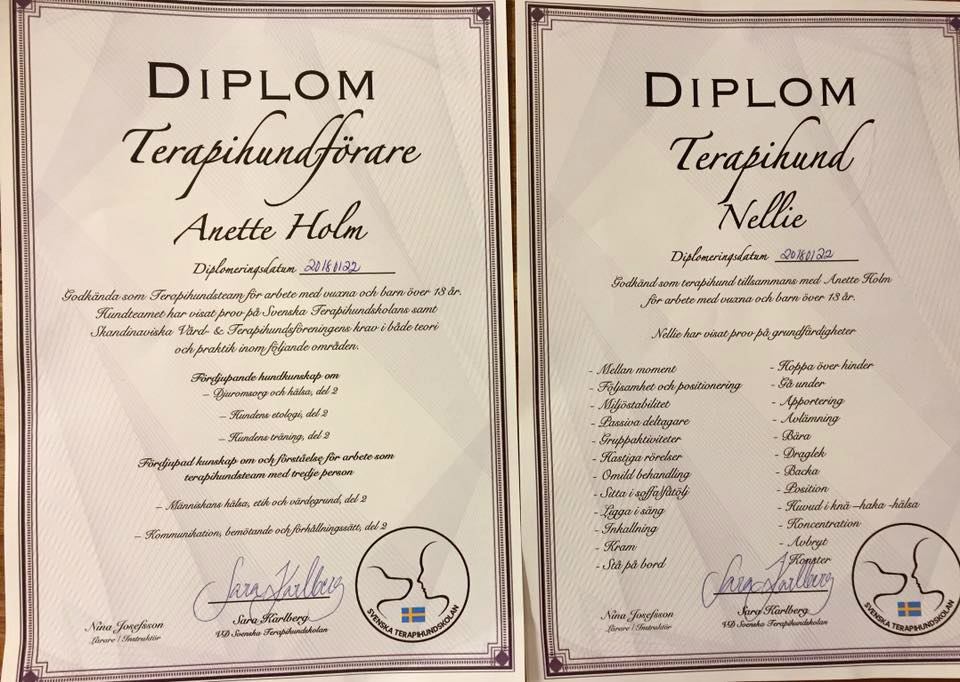 DIPLOM
Terapihundförare
Anette Holm
Diplomeringsdatum 20180122
Godkända som Terapihundsteam för arbete med vuxna och barn över 13 år.
Hundteamet har visat prov på Svenska Terapihundskolans samt
Skandinaviska Vård- & Terapihundsföreningens krav i både teori
och praktik inom följande områden.
Fördjupande hundkunskap om
– Djuromsorg och hälsa, del 2
– Hundens etologi, del 2
– Hundens träning, del 2
Fördjupad kunskap om och förståelse för arbete som
terapihundsteam med tredje person
– Människans hälsa, etik och värdegrund, del 2
– Kommunikation, bemötande och förhållningssätt, del 2
Sara Karlberg
Nina Josefsson
Lärare / Instruktör
Sara Karlberg
VD Svenska Terapihundskolan
SVENSKA TERAPIHUNDSKOLAN
DIPLOM
Terapihund
Nellie
Diplomeringsdatum 20180122
Godkänd som terapihund tillsammans med Anette Holm
för arbete med vuxna och barn över 13 år.
Nellie har visat prov på grundfärdigheter
- Mellan moment
- Följsamhet och positionering
- Miljöstabilitet
- Passiva deltagare
- Gruppaktiviteter
- Hastiga rörelser
- Omild behandling
- Sitta i soffa/fåtölj
- Ligga i säng
- Inkallning
- Kram
- Stå på bord
- Hoppa över hinder
- Gå under
- Apportering
- Avlämning
- Bära
- Draglek
- Backa
- Position
- Huvud i knä –haka -hälsa
- Koncentration
- Avbryt
- Konster
Sara Karlberg
Nina Josefsson
Lärare / Instruktör
Sara Karlberg
VD Svenska Terapihundskolan
SVENSKA TERAPIHUNDSKOLAN